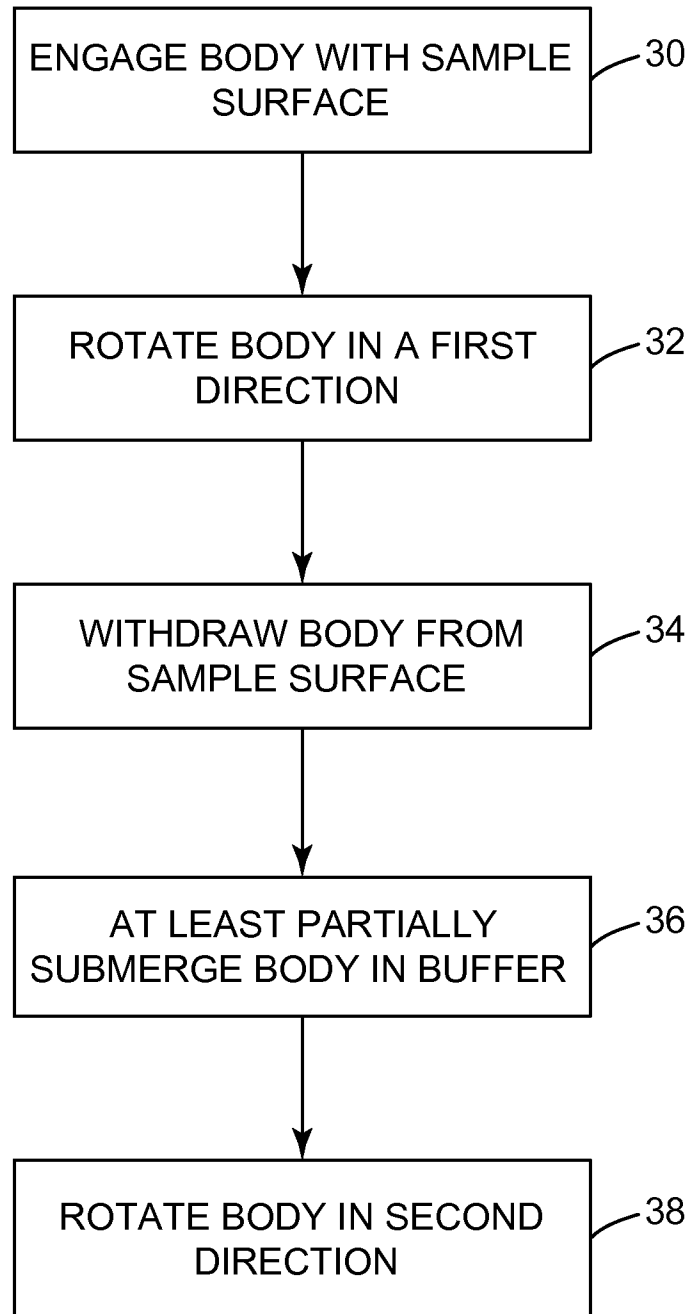 ENGAGE BODY WITH SAMPLE
SURFACE
30
ROTATE BODY IN A FIRST
DIRECTION
32
WITHDRAW BODY FROM
SAMPLE SURFACE
34
AT LEAST PARTIALLY
SUBMERGE BODY IN BUFFER
36
ROTATE BODY IN SECOND
DIRECTION
38